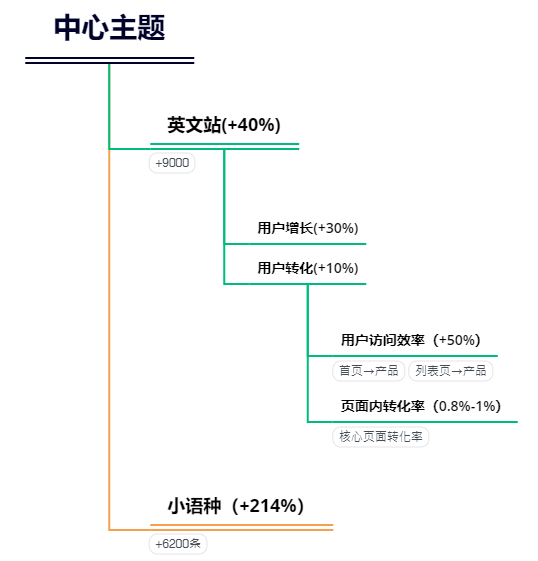 中心主题
英文站(+40%)
+9000
用户增长(+30%)
用户转化(+10%)
用户访问效率（+50%）
首页→产品 列表页→产品
页面内转化率（0.8%-1%）
核心页面转化率
小语种（+214%）
+6200条